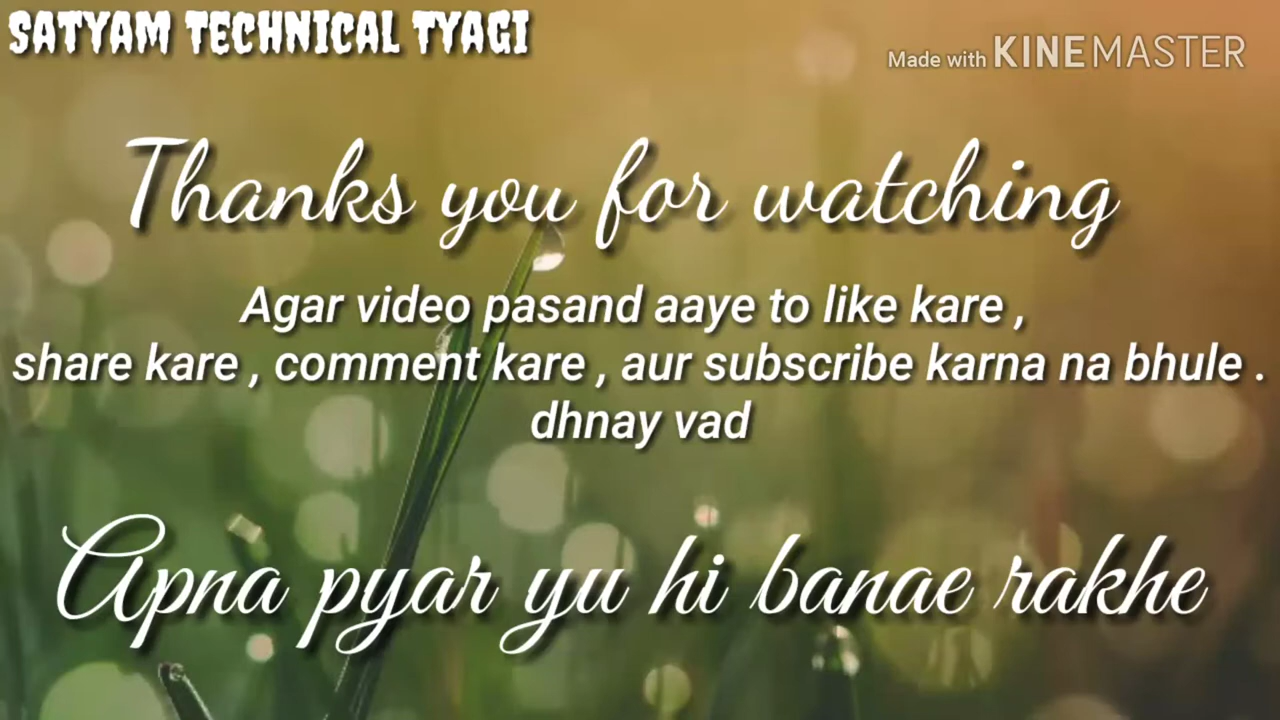 SATYAM TECHNICAL TYAGI
Made with KINEMASTER
Thanks you for watching
Agar video pasand aaye to like kare ,
share kare , comment kare , aur subscribe karna na bhule .
dhnay vad
Apna pyar yu hi banae rakhe